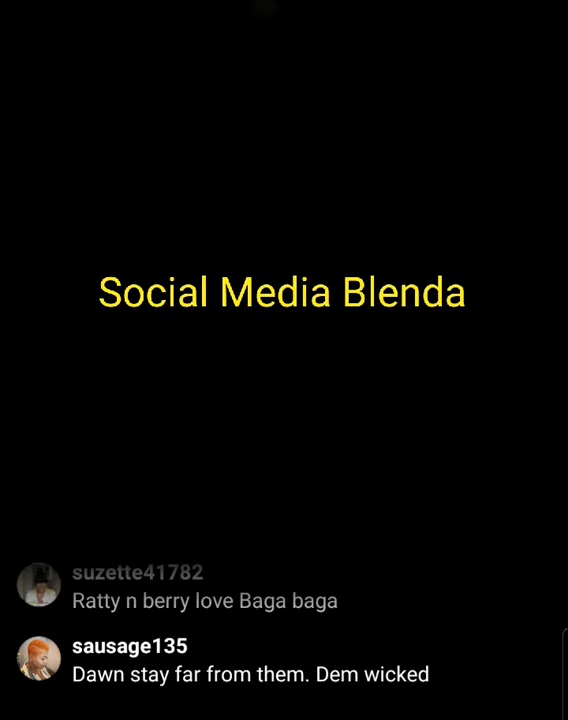 Social Media Blenda
suzette41782
Ratty n berry love Baga baga
sausage135
Dawn stay far from them. Dem wicked